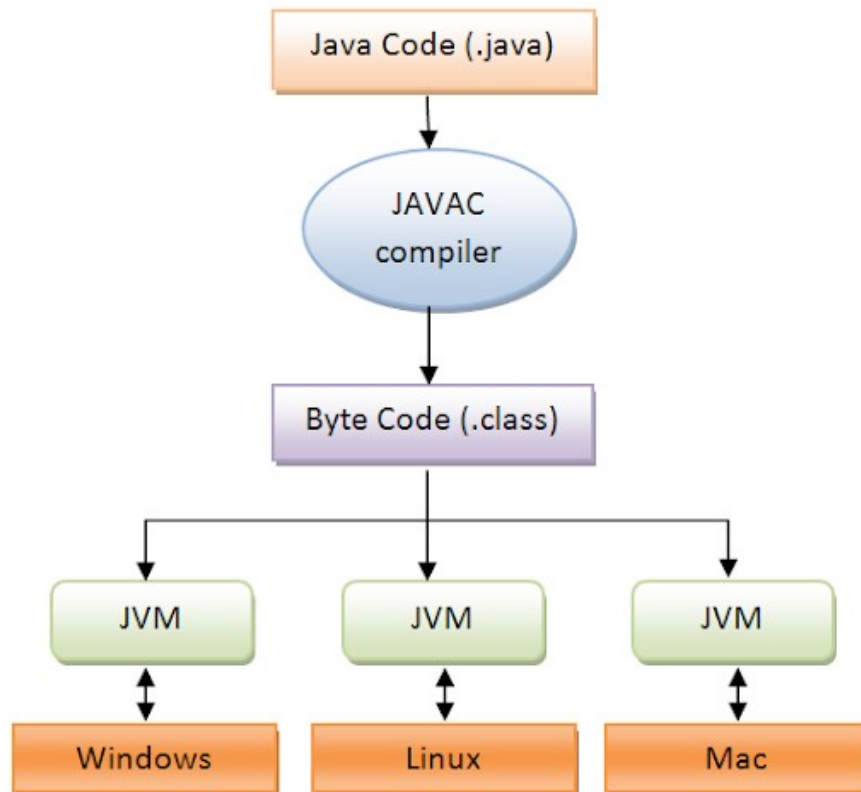 Java Code (.java)
JAVAC
compiler
Byte Code (.class)
JVM
JVM
JVM
Windows
Linux
Mac